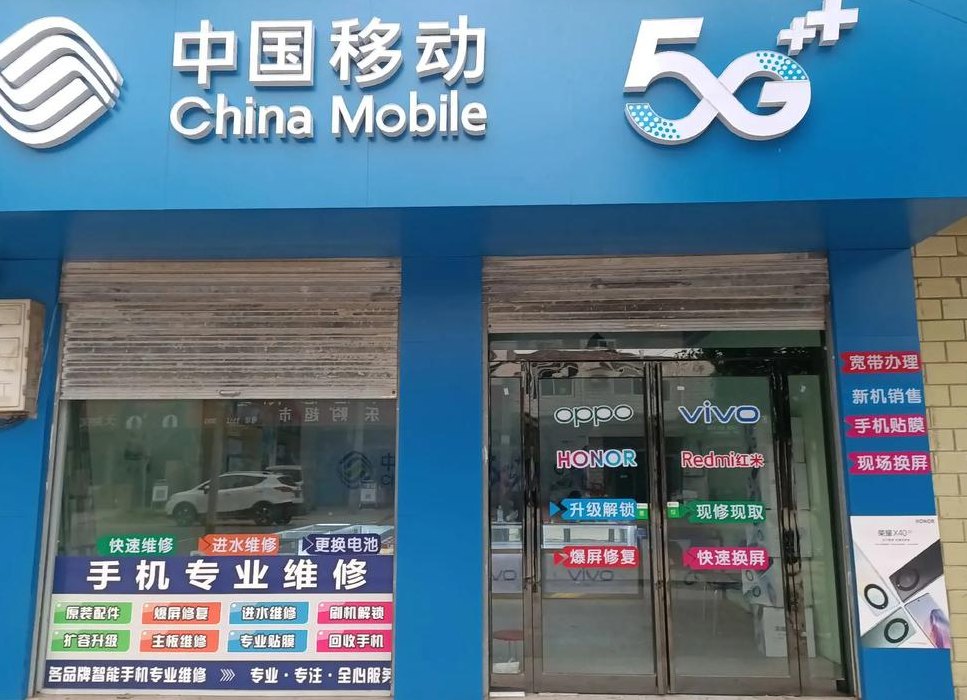 中国移动
China Mobile
5G++
宽带办理
新机销售
手机贴膜
现场换屏
HONOR
荣耀X40
oppo
vivo
HONOR
Redmi红米
升级解锁
现修现取
爆屏修复
快速换屏
vivo
快速维修
进水维修
更换电池
手机专业维修
原装配件
爆屏修复
进水维修
刷机解锁
扩容升级
主板维修
专业贴膜
回收手机
各品牌智能手机专业维修 》》 专业·专注·全心服务